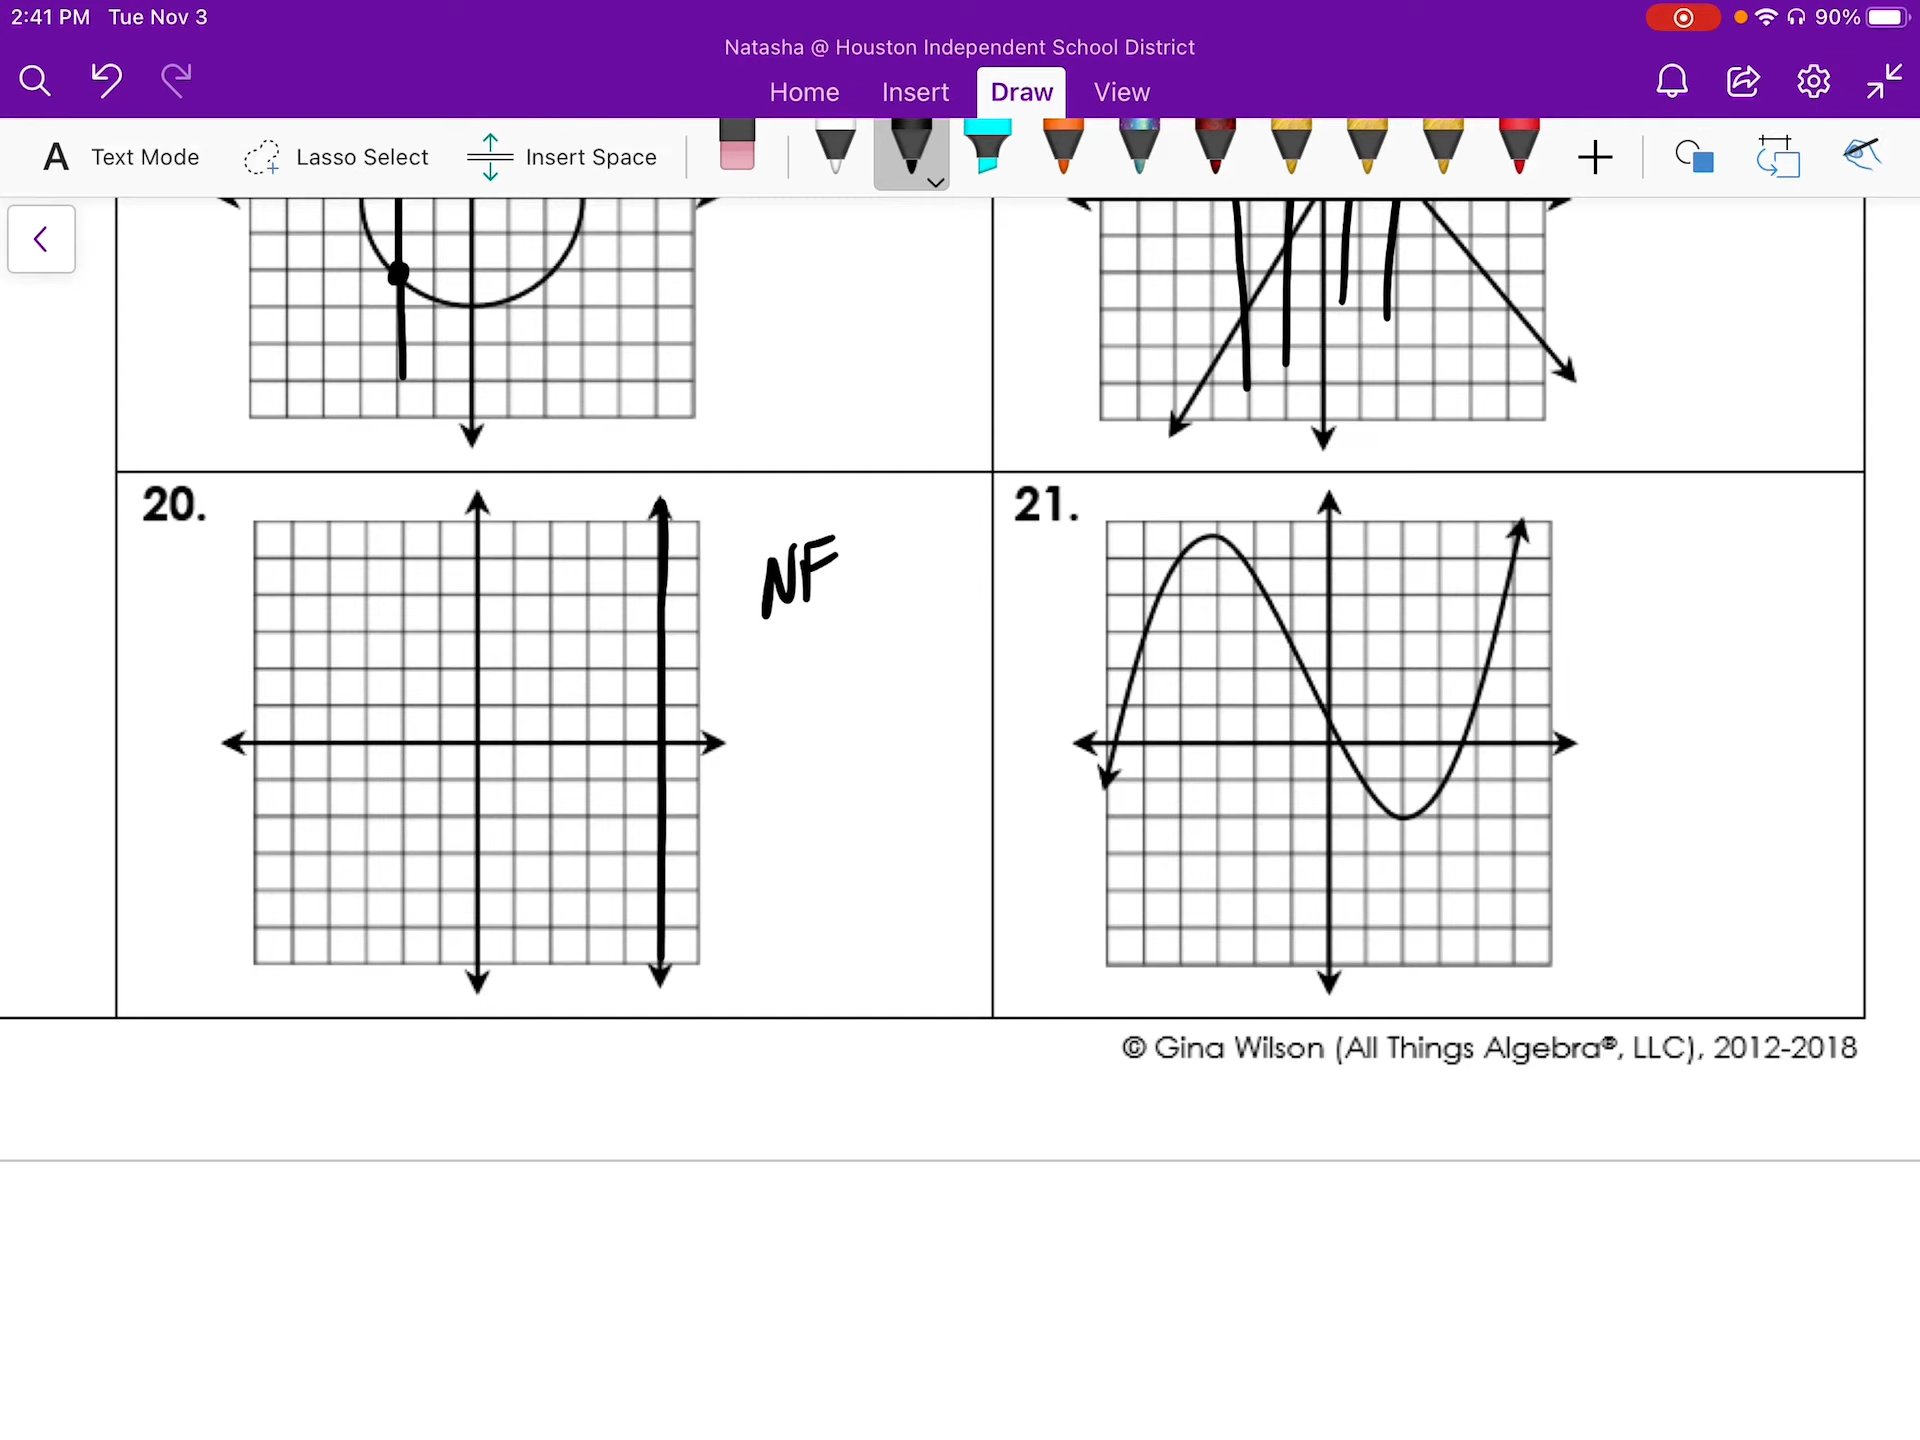 2:41 PM Tue Nov 3
90%
Natasha @ Houston Independent School District
Home Insert Draw View
A Text Mode Lasso Select Insert Space
20.
NF
21.
© Gina Wilson (All Things Algebra®, LLC), 2012-2018